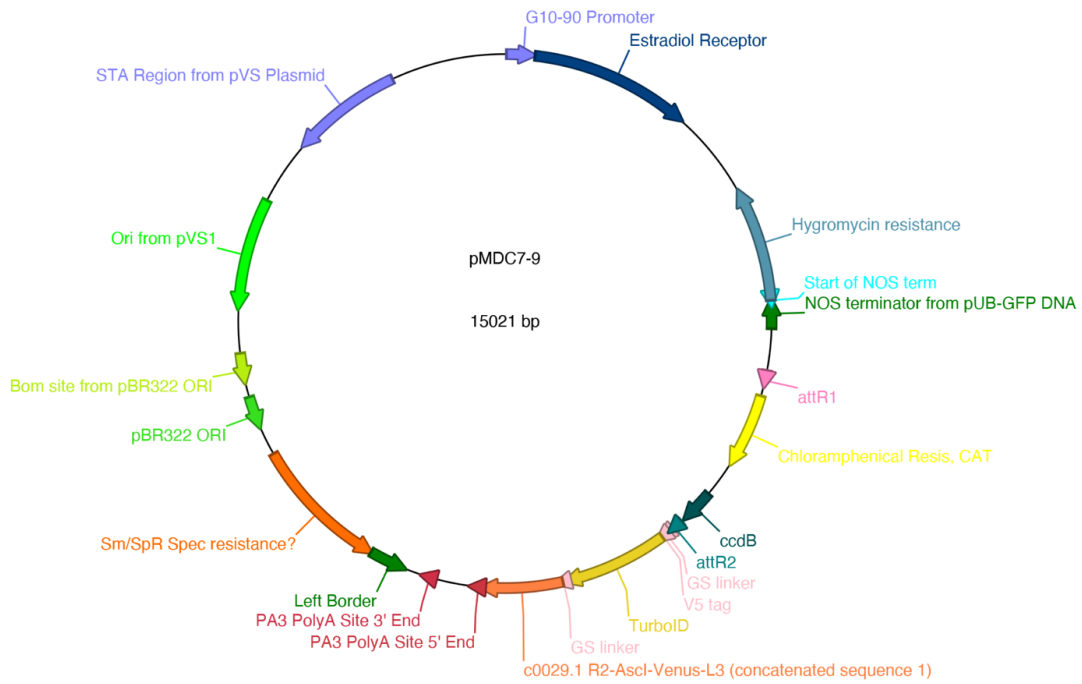 G10-90 Promoter
Estradiol Receptor
STA Region from pVS Plasmid
Hygromycin resistance
Ori from pVS1
pMDC7-9
Start of NOS term
NOS terminator from pUB-GFP DNA
15021 bp
Bom site from pBR322 ORI
attR1
pBR322 ORI
Chloramphenical Resis, CAT
Sm/SpR Spec resistance?
ccdB
attR2
GS linker
Left Border
V5 tag
PA3 PolyA Site 3' End
TurboID
PA3 PolyA Site 5' End
GS linker
c0029.1 R2-AscI-Venus-L3 (concatenated sequence 1)